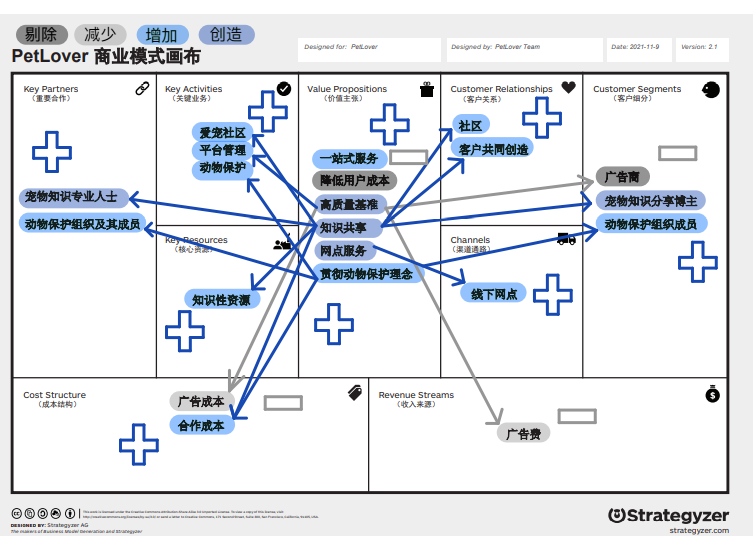 剔除 减少 增加 创造
PetLover 商业模式画布
Designed for: PetLover
Designed by: PetLover Team
Date: 2021-11-9
Version: 2.1
Key Partners
（重要合作）
宠物知识专业人士
动物保护组织及其成员
Key Activities
（关键业务）
爱宠社区
平台管理
动物保护
Key Resources
（核心资源）
知识性资源
Value Propositions
（价值主张）
一站式服务
降低用户成本
高质量基准
知识共享
网点服务
贯彻动物保护理念
Customer Relationships
（客户关系）
社区
客户共同创造
Channels
（渠道通路）
线下网点
Customer Segments
（客户细分）
广告商
宠物知识分享博主
动物保护组织成员
Cost Structure
（成本结构）
广告成本
合作成本
Revenue Streams
（收入来源）
广告费
DESIGNED BY: Strategyzer AG
The makers of Business Model Generation and Strategyzer
Strategyzer
strategyzer.com